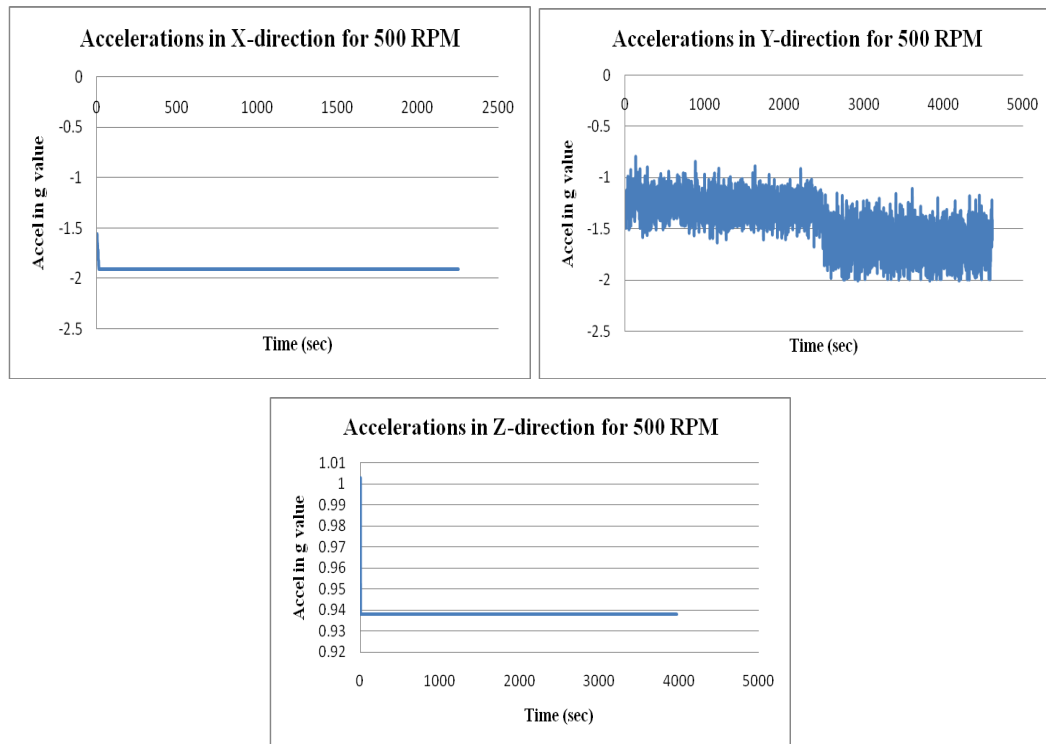 Accelerations in X-direction for 500 RPM
0
0 500 1000 1500 2000 2500
-0.5
-1
-1.5
-2
-2.5
Accel in g value
Time (sec)
Accelerations in Y-direction for 500 RPM
0
0 1000 2000 3000 4000 5000
-0.5
-1
-1.5
-2
-2.5
Accel in g value
Time (sec)
Accelerations in Z-direction for 500 RPM
1.01
1
0.99
0.98
0.97
0.96
0.95
0.94
0.93
0.92
Accel in g value
0 1000 2000 3000 4000 5000
Time (sec)